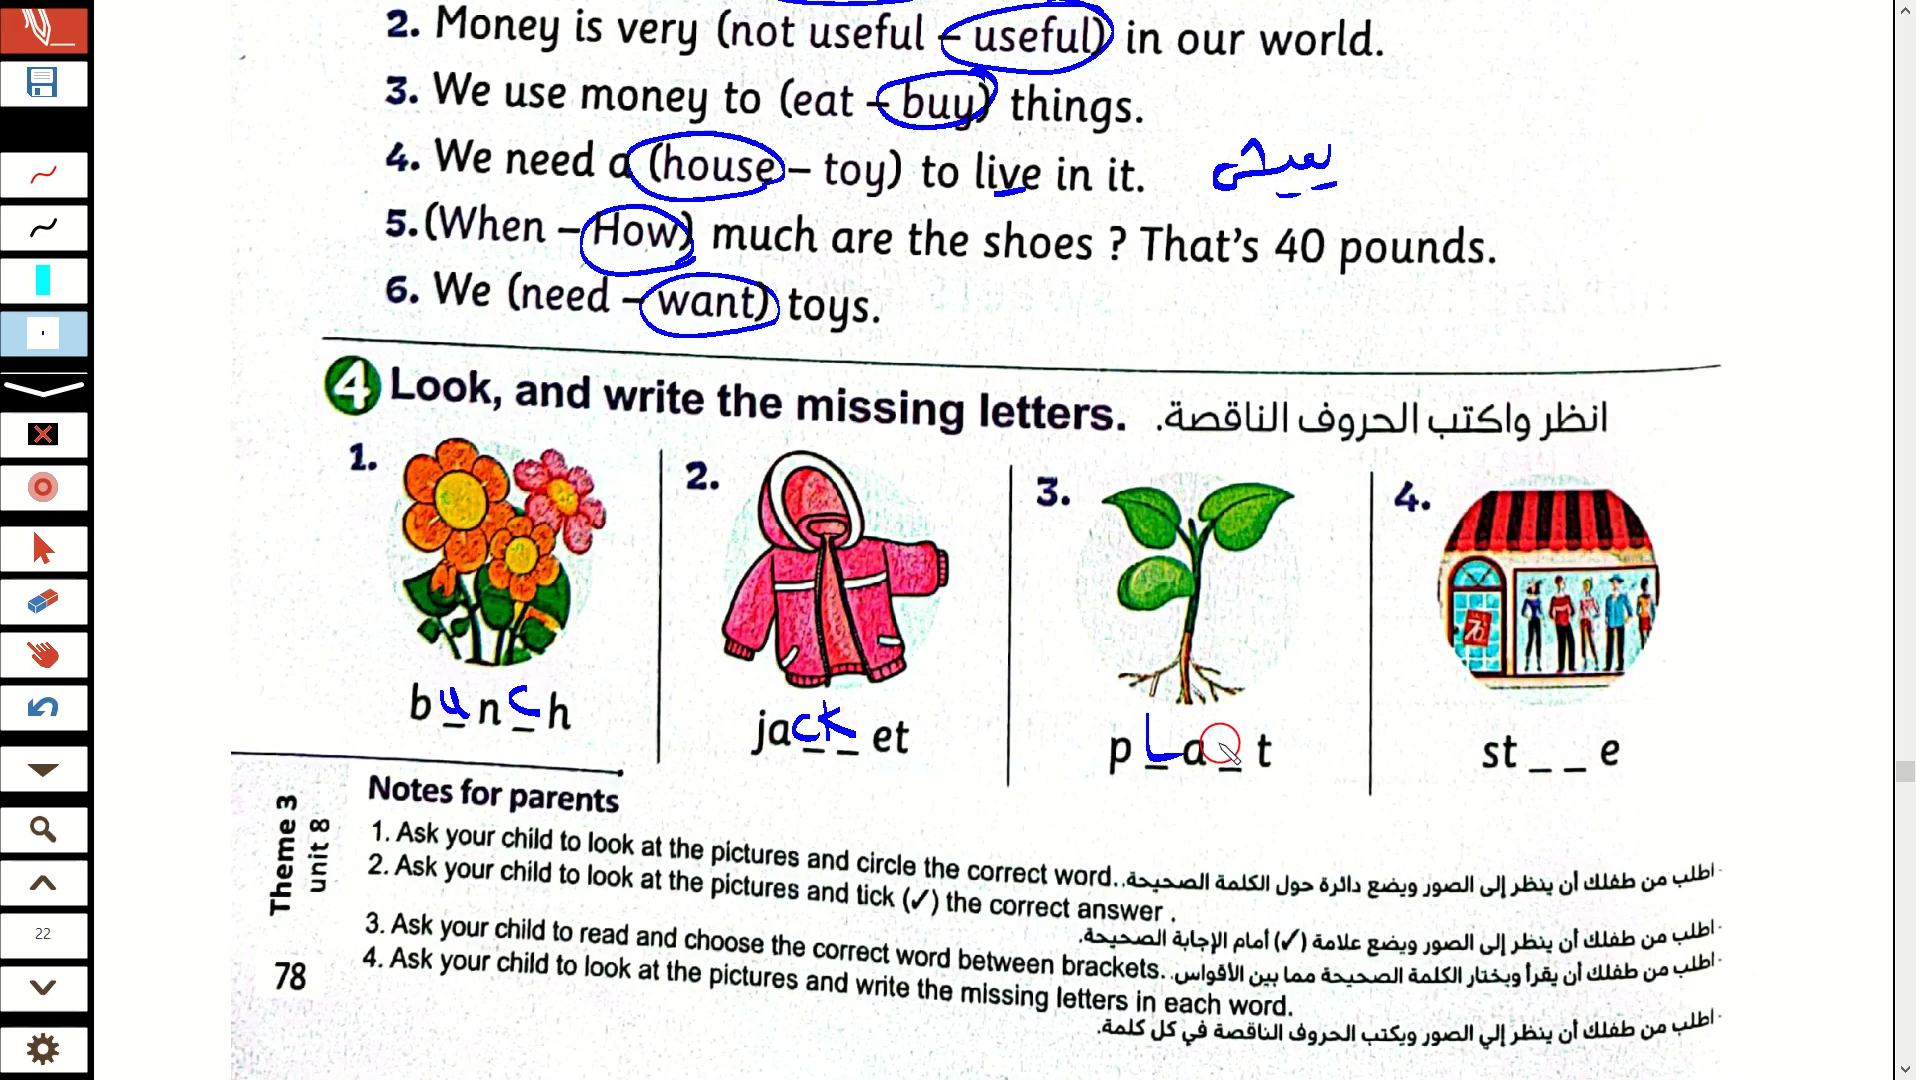 2. Money is very (not useful – useful) in our world.
3. We use money to (eat – buy) things.
4. We need a (house – toy) to live in it. يعيش
5. (When – How) much are the shoes ? That's 40 pounds.
6. We (need – want) toys.
4 Look, and write the missing letters. انظر واكتب الحروف الناقصة.
1. 2. 3. 4.
b u n c h
ja c k et
p L a _ t
st _ _ e
Notes for parents
1. Ask your child to look at the pictures and circle the correct word. اطلب من طفلك أن ينظر إلى الصور ويضع دائرة حول الكلمة الصحيحة.
2. Ask your child to look at the pictures and tick (✓) the correct answer .
اطلب من طفلك أن ينظر إلى الصور ويضع علامة (✓) أمام الإجابة الصحيحة.
3. Ask your child to read and choose the correct word between brackets. اطلب من طفلك أن يقرأ ويختار الكلمة الصحيحة مما بين الأقواس.
4. Ask your child to look at the pictures and write the missing letters in each word.
اطلب من طفلك أن ينظر إلي الصور ويكتب الحروف الناقصة في كل كلمة.
Theme 3
unit 8
78
22